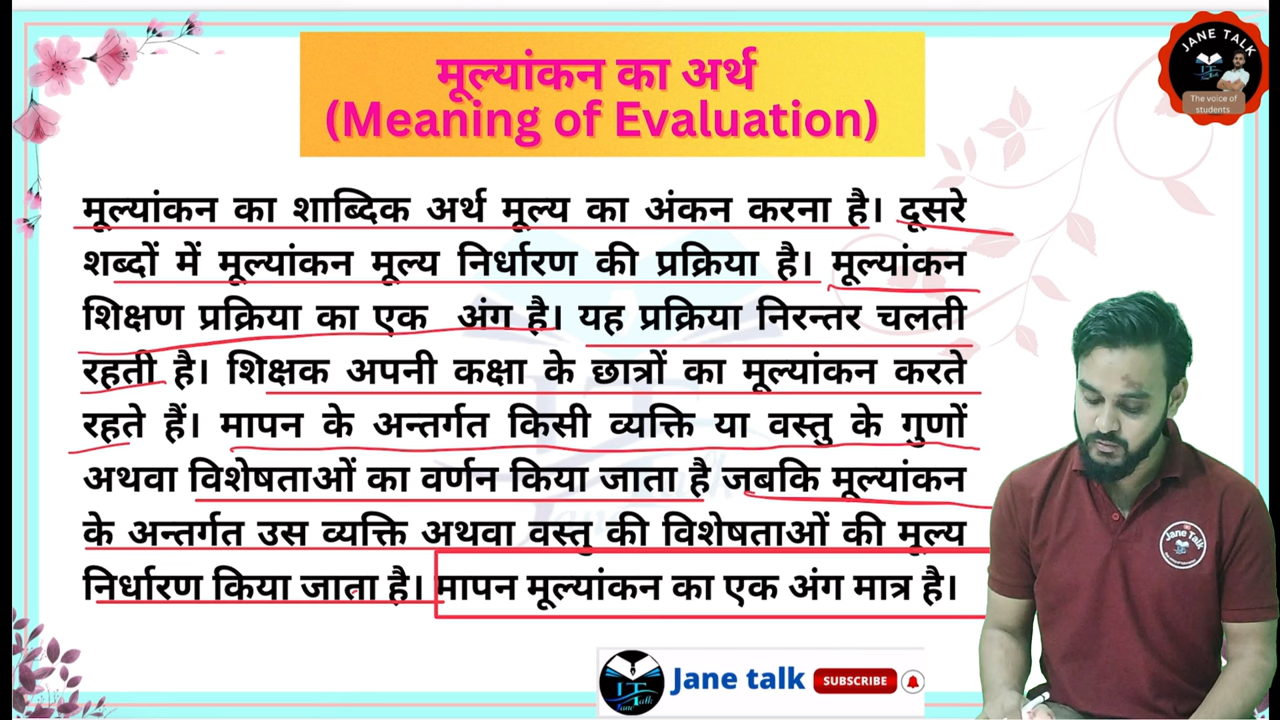 मूल्यांकन का अर्थ
(Meaning of Evaluation)
JANE TALK
The voice of
students
मूल्यांकन का शाब्दिक अर्थ मूल्य का अंकन करना है। दूसरे
शब्दों में मूल्यांकन मूल्य निर्धारण की प्रक्रिया है। मूल्यांकन
शिक्षण प्रक्रिया का एक अंग है। यह प्रक्रिया निरन्तर चलती
रहती है। शिक्षक अपनी कक्षा के छात्रों का मूल्यांकन करते
रहते हैं। मापन के अन्तर्गत किसी व्यक्ति या वस्तु के गुणों
अथवा विशेषताओं का वर्णन किया जाता है जबकि मूल्यांकन
के अन्तर्गत उस व्यक्ति अथवा वस्तु की विशेषताओं की मूल्य
निर्धारण किया जाता है। मापन मूल्यांकन का एक अंग मात्र है।
Jane Talk
Jane talk
SUBSCRIBE